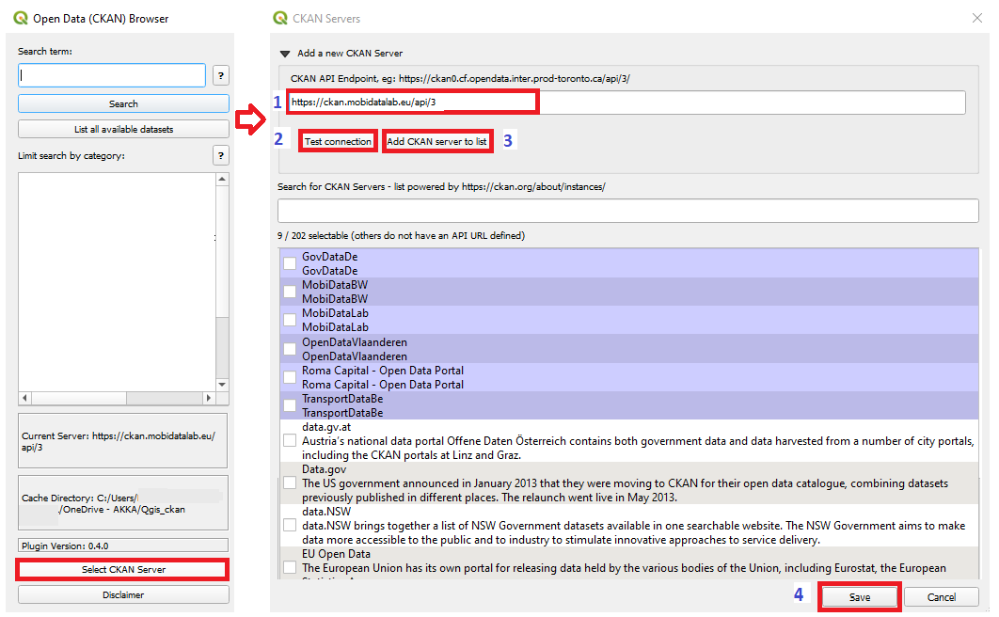 Open Data (CKAN) Browser
Search term:
?
Search
List all available datasets
Limit search by category:
?
Current Server: https://ckan.mobidatalab.eu/
api/3
Cache Directory: C:/Users/
/OneDrive - AKKA/Qgis_ckan
Plugin Version: 0.4.0
Select CKAN Server
Disclaimer
CKAN Servers
Add a new CKAN Server
CKAN API Endpoint, eg: https://ckan0.cf.opendata.inter.prod-toronto.ca/api/3/
1 https://ckan.mobidatalab.eu/api/3
2 Test connection Add CKAN server to list 3
Search for CKAN Servers - list powered by https://ckan.org/about/instances/
9 / 202 selectable (others do not have an API URL defined)
GovDataDe
GovDataDe
MobiDataBW
MobiDataBW
MobiDataLab
MobiDataLab
OpenDataVlaanderen
OpenDataVlaanderen
Roma Capital - Open Data Portal
Roma Capital - Open Data Portal
TransportDataBe
TransportDataBe
data.gv.at
Austria's national data portal Offene Daten Österreich contains both government data and data harvested from a number of city portals,
including the CKAN portals at Linz and Graz.
Data.gov
The US government announced in January 2013 that they were moving to CKAN for their open data catalogue, combining datasets
previously published in different places. The relaunch went live in May 2013.
data.NSW
data.NSW brings together a list of NSW Government datasets available in one searchable website. The NSW Government aims to make
data more accessible to the public and to industry to stimulate innovative approaches to service delivery.
EU Open Data
The European Union has its own portal for releasing data held by the various bodies of the Union, including Eurostat, the European
4 Save Cancel